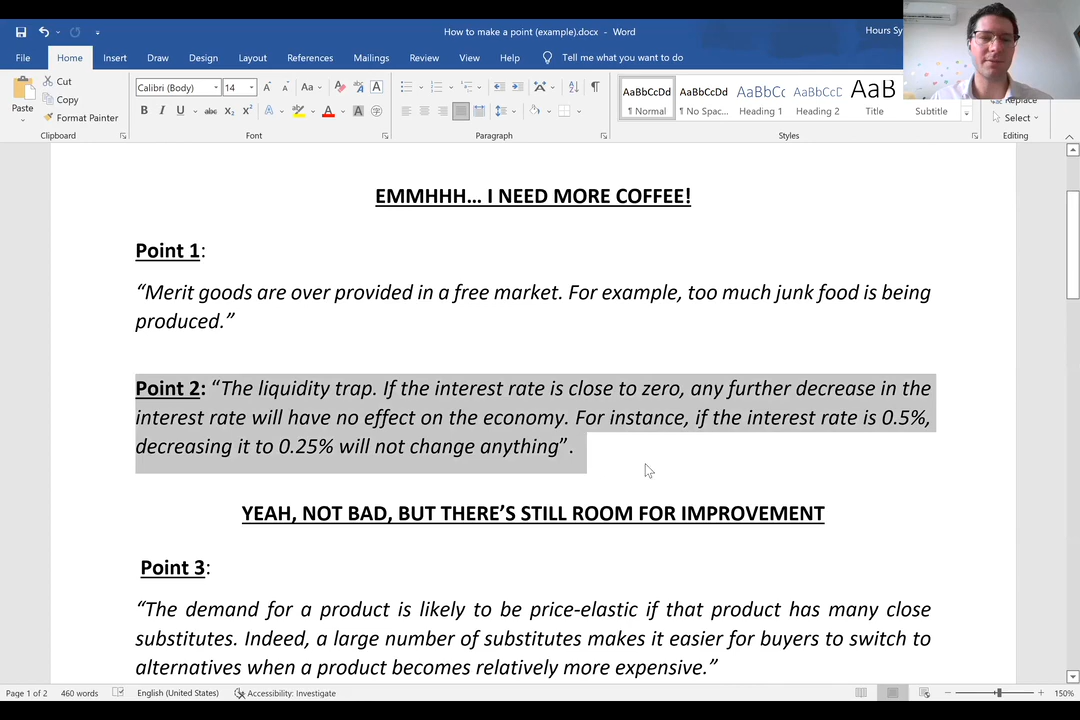 How to make a point (example).docx - Word
Hours Sy
File Home Insert Draw Design Layout References Mailings Review View Help Tell me what you want to do
Paste
Cut
Copy
Format Painter
Calibri (Body) 14
AaBbCcDd AaBbCcDd AaBbCc AaBbCcD AaB
¶ Normal ¶ No Spac... Heading 1 Heading 2 Title Subtitle
Replace
Select
Clipboard Font Paragraph Styles Editing
EMMHHH... I NEED MORE COFFEE!
Point 1:
“Merit goods are over provided in a free market. For example, too much junk food is being
produced.”
Point 2: “The liquidity trap. If the interest rate is close to zero, any further decrease in the
interest rate will have no effect on the economy. For instance, if the interest rate is 0.5%,
decreasing it to 0.25% will not change anything”.
YEAH, NOT BAD, BUT THERE’S STILL ROOM FOR IMPROVEMENT
Point 3:
“The demand for a product is likely to be price-elastic if that product has many close
substitutes. Indeed, a large number of substitutes makes it easier for buyers to switch to
alternatives when a product becomes relatively more expensive.”
Page 1 of 2 460 words English (United States) Accessibility: Investigate 150%